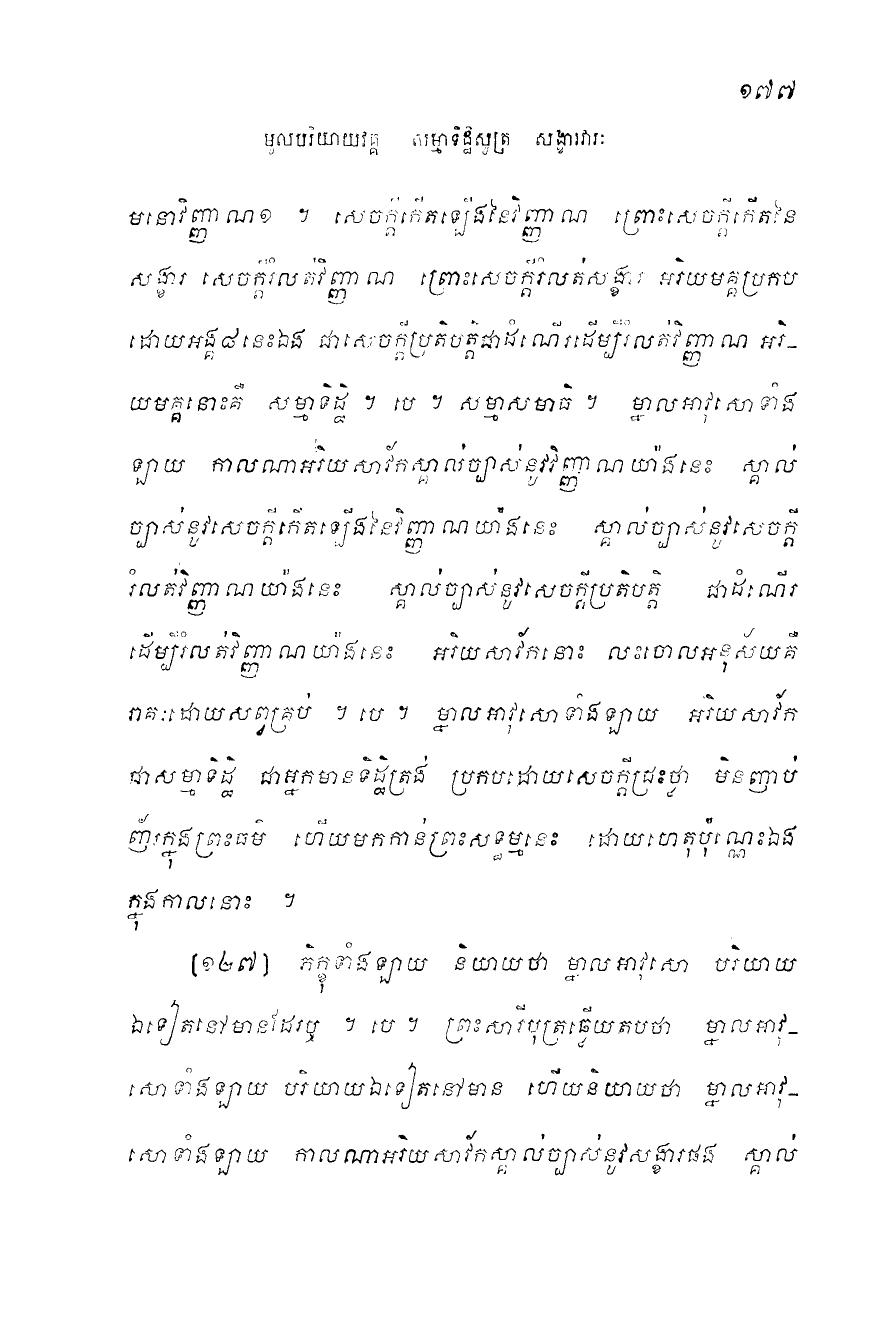 ១៧៧
មូលបរិយាយវគ្គ សម្មាទិដ្ឋិសូត្រ សង្ខារវារៈ
មនោវិញ្ញាណ១ ។ សេចក្តីកើតឡើងនៃវិញ្ញាណ ព្រោះសេចក្តីកើតនៃ
សង្ខារ សេចក្តីរំលត់វិញ្ញាណ ព្រោះសេចក្តីរំលត់សង្ខារ អរិយមគ្គប្រកប
ដោយអង្គ៨នេះឯង ជាសេចក្តីប្រតិបត្តិជាដំណើរដើម្បីរំលត់វិញ្ញាណ អរិ-
យមគ្គនោះគឺ សម្មាទិដ្ឋិ ។ បេ ។ សម្មាសមាធិ ។ ម្នាលអាវុសោទាំង
ឡាយ កាលណាអរិយសាវ័កស្គាល់ច្បាស់នូវវិញ្ញាណយ៉ាងនេះ ស្គាល់
ច្បាស់នូវសេចក្តីកើតឡើងនៃវិញ្ញាណយ៉ាងនេះ ស្គាល់ច្បាស់នូវសេចក្តី
រំលត់វិញ្ញាណយ៉ាងនេះ ស្គាល់ច្បាស់នូវសេចក្តីប្រតិបត្តិ ជាដំណើរ
ដើម្បីរំលត់វិញ្ញាណយ៉ាងនេះ អរិយសាវ័កនោះ លះចោលអនុស័យគឺ
រាគៈដោយសព្វគ្រប់ ។ បេ ។ ម្នាលអាវុសោទាំងឡាយ អរិយសាវ័ក
ជាសម្មាទិដ្ឋិ ជាអ្នកមានទិដ្ឋិត្រង់ ប្រកបដោយសេចក្តីជ្រះថ្លា មិនញាប់
ញ័រក្នុងព្រះធម៌ ហើយមកកាន់ព្រះសទ្ធម្មនេះ ដោយហេតុប៉ុណ្ណេះឯង
ក្នុងកាលនោះ ។
(១២៧) ភិក្ខុទាំងឡាយ និយាយថា ម្នាលអាវុសោ បរិយាយ
ឯទៀតនៅមានដែរឬ ។ បេ ។ ព្រះសារីបុត្រធ្វើយតបថា ម្នាលអាវុ-
សោទាំងឡាយ បរិយាយឯទៀតនៅមាន ហើយនិយាយថា ម្នាលអាវុ-
សោទាំងឡាយ កាលណាអរិយសាវ័កស្គាល់ច្បាស់នូវសង្ខារផង ស្គាល់